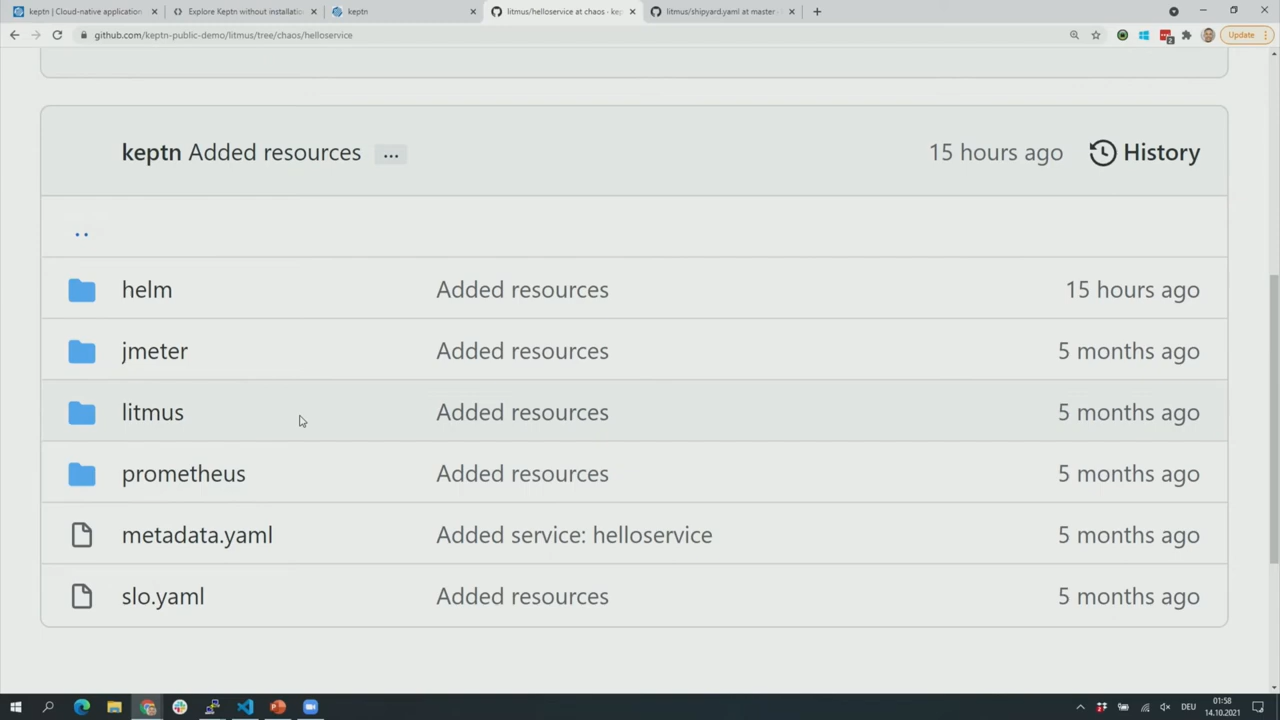 keptn | Cloud-native application
Explore Keptn without installatio
keptn
litmus/helloservice at chaos · kep
litmus/shipyard.yaml at master ·
github.com/keptn-public-demo/litmus/tree/chaos/helloservice
Update
keptn Added resources ...
15 hours ago
History
..
helm Added resources 15 hours ago
jmeter Added resources 5 months ago
litmus Added resources 5 months ago
prometheus Added resources 5 months ago
metadata.yaml Added service: helloservice 5 months ago
slo.yaml Added resources 5 months ago
DEU
01:58
14.10.2021